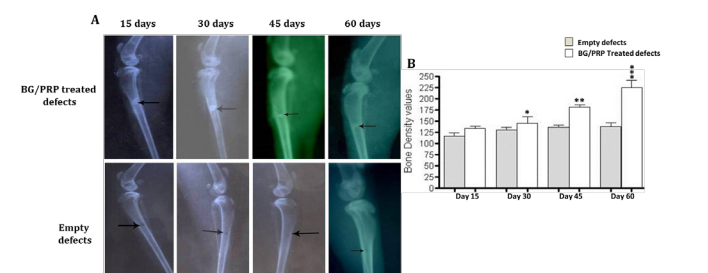 A
15 days
30 days
45 days
60 days
BG/PRP treated
defects
Empty
defects
Empty defects
BG/PRP Treated defects
B
Bone Density values
250
225
200
175
150
125
100
75
50
25
0
*
**
***
Day 15
Day 30
Day 45
Day 60